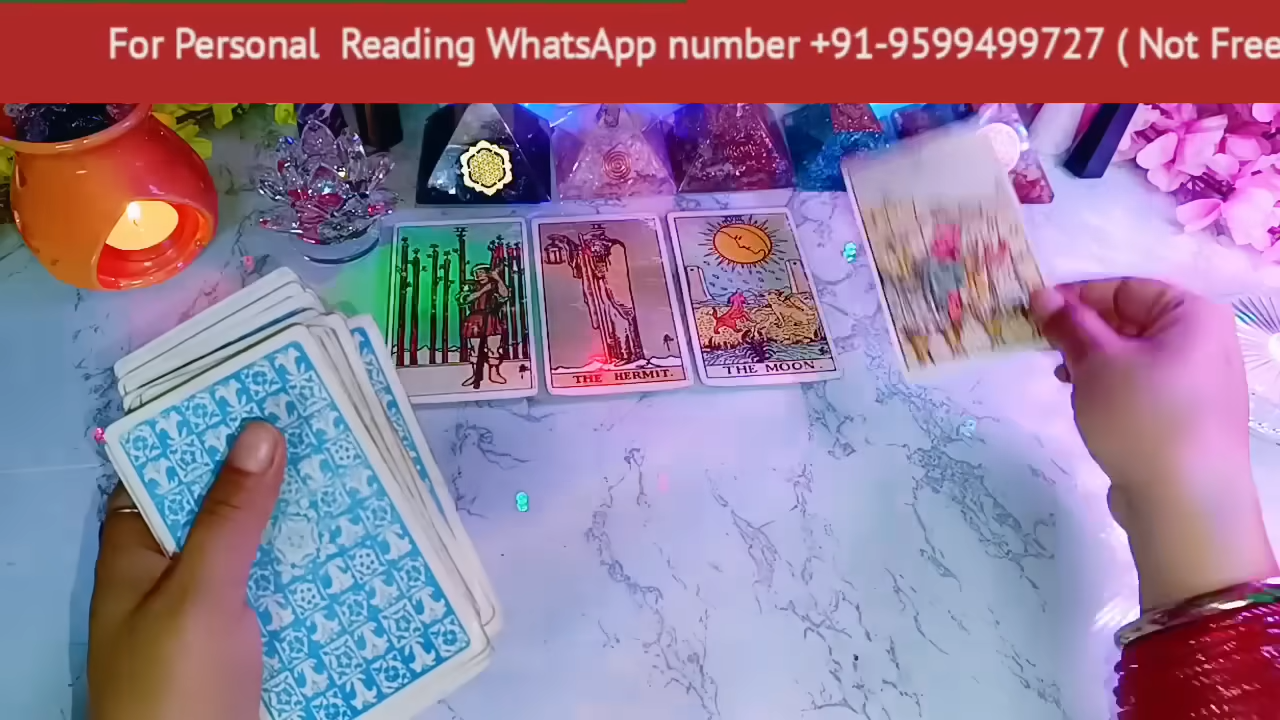 For Personal Reading WhatsApp number +91-9599499727 ( Not Free
THE HERMIT.
THE MOON.